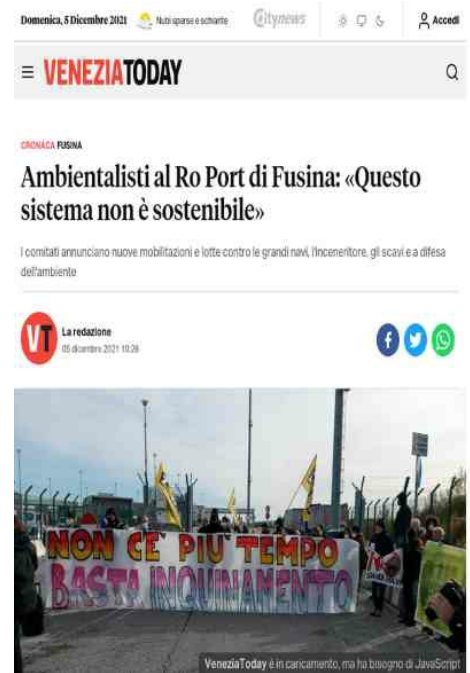 Domenica, 5 Dicembre 2021 Nubi sparse e schiarite Citynews Accedi
VENEZIATODAY
CRONACA FUSINA
Ambientalisti al Ro Port di Fusina: «Questo
sistema non è sostenibile»
I comitati annunciano nuove mobilitazioni e lotte contro le grandi navi, l'inceneritore, gli scavi e a difesa
dell'ambiente
VT
La redazione
05 dicembre 2021 10:28
NON C'E' PIU' TEMPO
BASTA INQUINAMENTO
VeneziaToday è in caricamento, ma ha bisogno di JavaScript